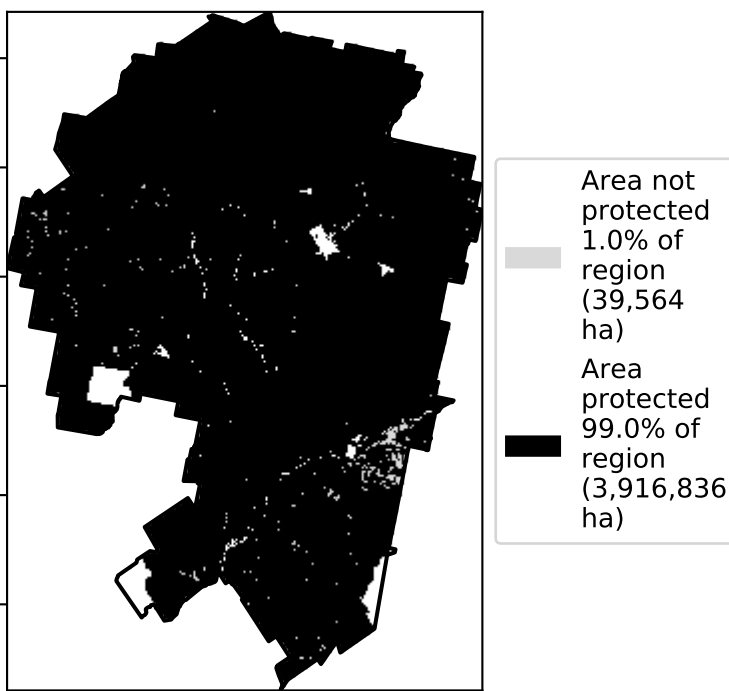 Area not
protected
1.0% of
region
(39,564
ha)
Area
protected
99.0% of
region
(3,916,836
ha)